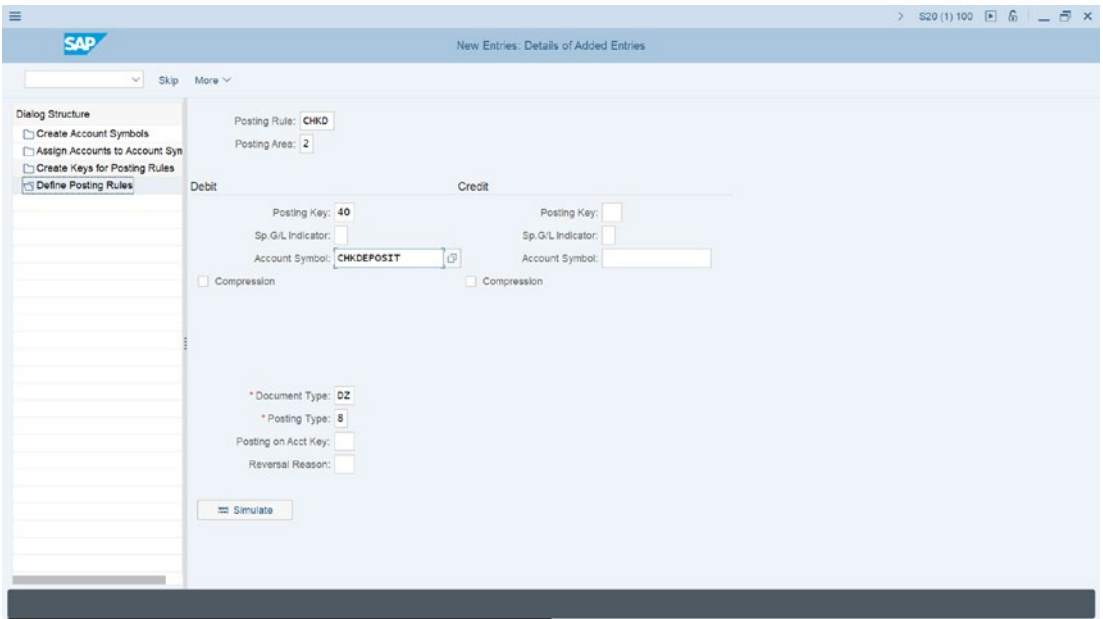 S20 (1) 100
SAP
New Entries: Details of Added Entries
Skip More
Dialog Structure
Create Account Symbols
Assign Accounts to Account Sym
Create Keys for Posting Rules
Define Posting Rules
Posting Rule: CHKD
Posting Area: 2
Debit Credit
Posting Key: 40 Posting Key:
Sp.G/L Indicator: Sp.G/L Indicator:
Account Symbol: CHKDEPOSIT Account Symbol:
Compression Compression
* Document Type: DZ
* Posting Type: 8
Posting on Acct Key:
Reversal Reason:
Simulate